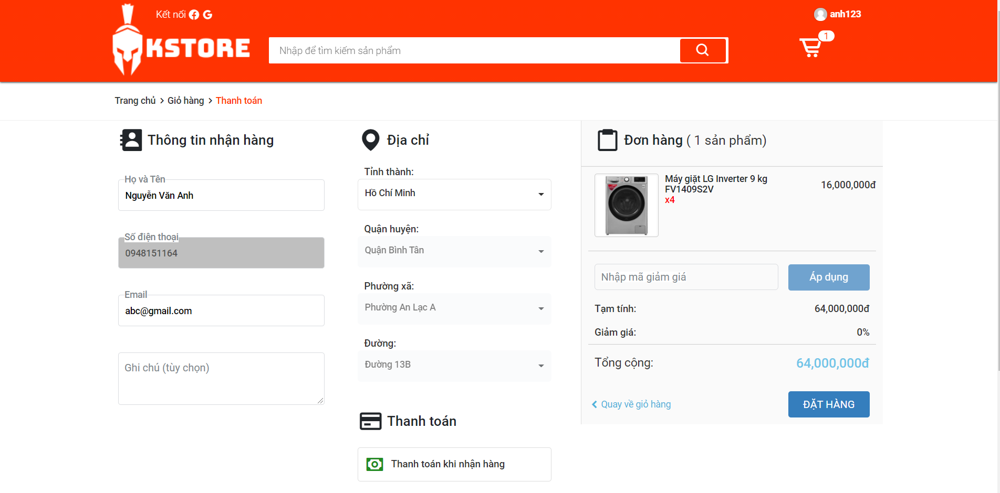 Kết nối
anh123
KSTORE
Nhập để tìm kiếm sản phẩm
1
Trang chủ > Giỏ hàng > Thanh toán
Thông tin nhận hàng
Họ và Tên
Nguyễn Văn Anh
Số điện thoại
0948151164
Email
abc@gmail.com
Ghi chú (tùy chọn)
Địa chỉ
Tỉnh thành:
Hồ Chí Minh
Quận huyện:
Quận Bình Tân
Phường xã:
Phường An Lạc A
Đường:
Đường 13B
Thanh toán
Thanh toán khi nhận hàng
Đơn hàng ( 1 sản phẩm)
Máy giặt LG Inverter 9 kg
FV1409S2V
x4
16,000,000đ
Nhập mã giảm giá
Áp dụng
Tạm tính: 64,000,000đ
Giảm giá: 0%
Tổng cộng: 64,000,000đ
Quay về giỏ hàng
ĐẶT HÀNG